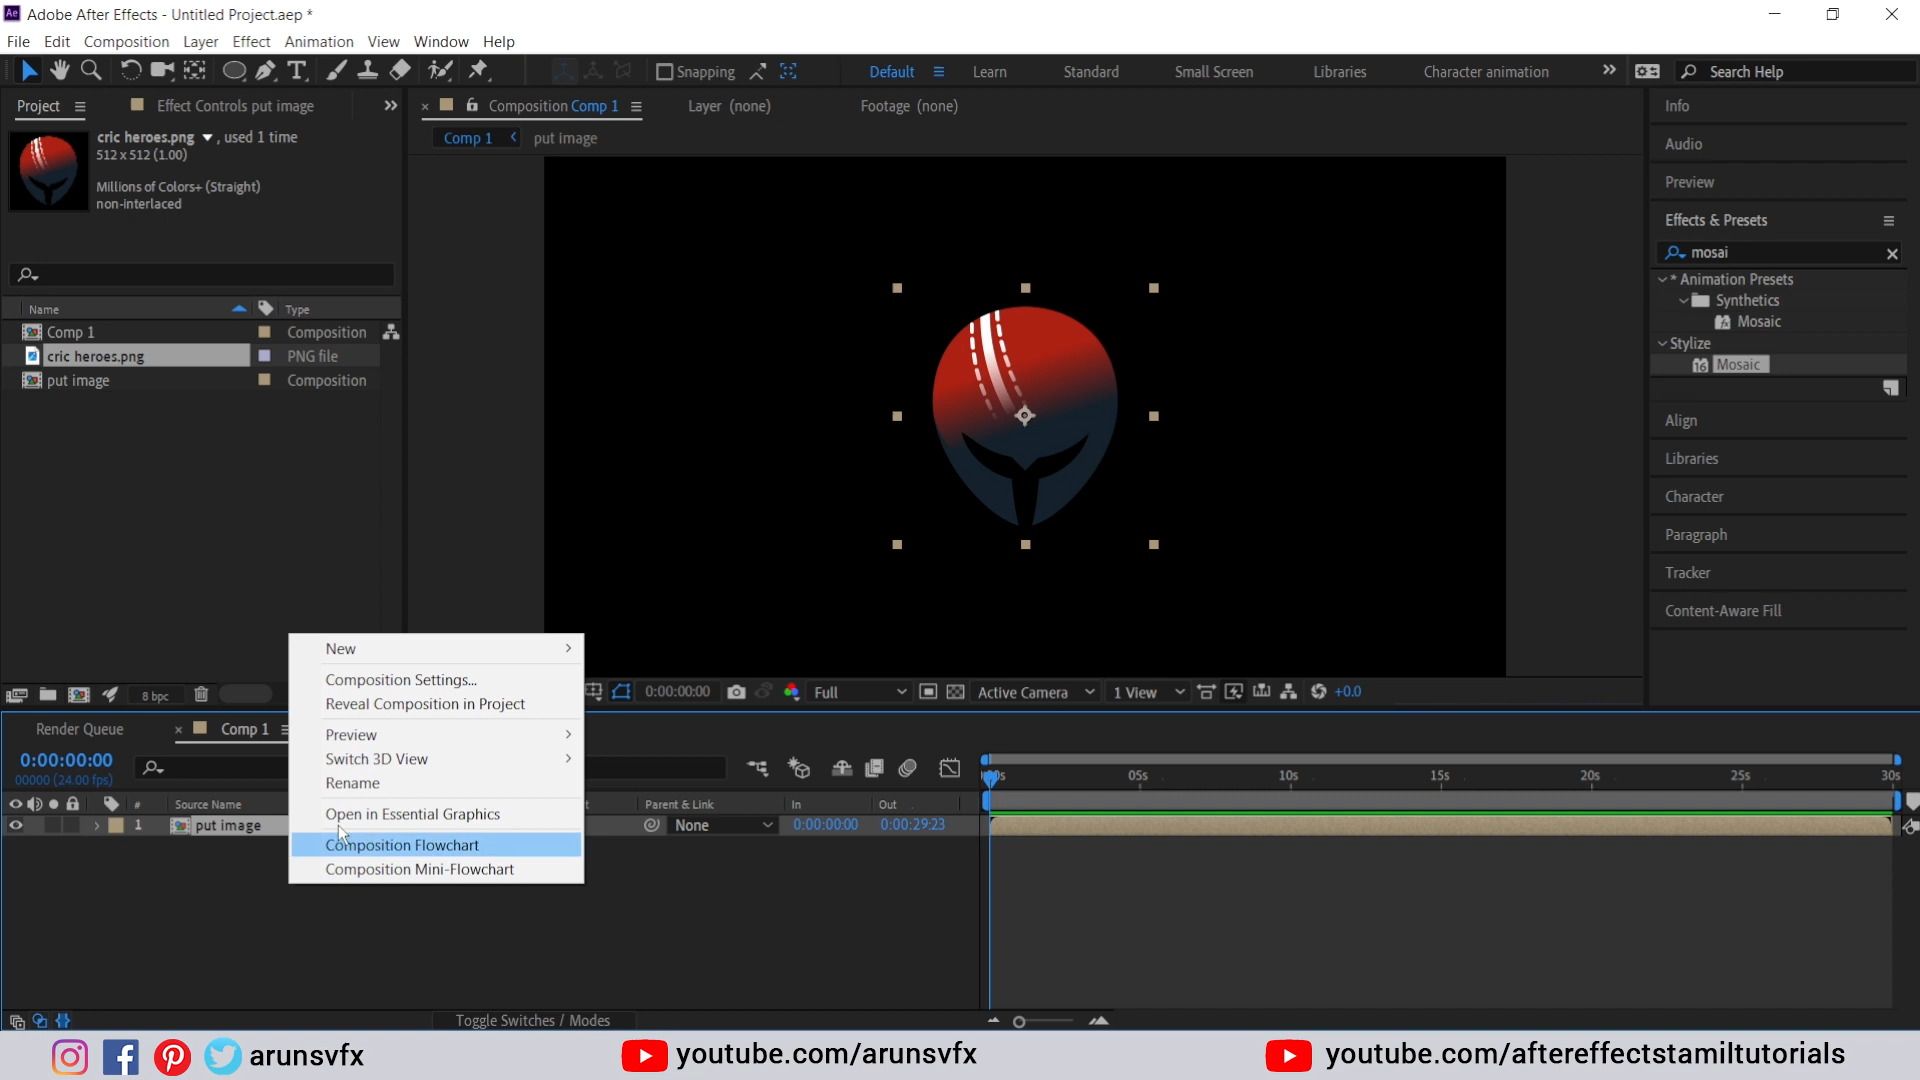 Adobe After Effects - Untitled Project.aep *
File Edit Composition Layer Effect Animation View Window Help
Snapping Default Learn Standard Small Screen Libraries Character animation Search Help
Project Effect Controls put image Composition Comp 1 Layer (none) Footage (none) Info
cric heroes.png , used 1 time
512 x 512 (1.00)
Comp 1 put image
Audio
Millions of Colors+ (Straight)
non-interlaced
Preview
Effects & Presets
mosai
* Animation Presets
Synthetics
Mosaic
Stylize
Mosaic
Name Type
Comp 1 Composition
cric heroes.png PNG file
put image Composition
Align
Libraries
Character
Paragraph
Tracker
Content-Aware Fill
New
Composition Settings...
Reveal Composition in Project
Preview
Switch 3D View
Rename
Open in Essential Graphics
Composition Flowchart
Composition Mini-Flowchart
8 bpc 0:00:00:00 Full Active Camera 1 View +0.0
Render Queue Comp 1
0:00:00:00
00000 (24.00 fps)
05s 10s 15s 20s 25s 30s
# Source Name Parent & Link In Out
1 put image None 0:00:00:00 0:00:29:23
Toggle Switches / Modes
arunsvfx youtube.com/arunsvfx youtube.com/aftereffectstamiltutorials